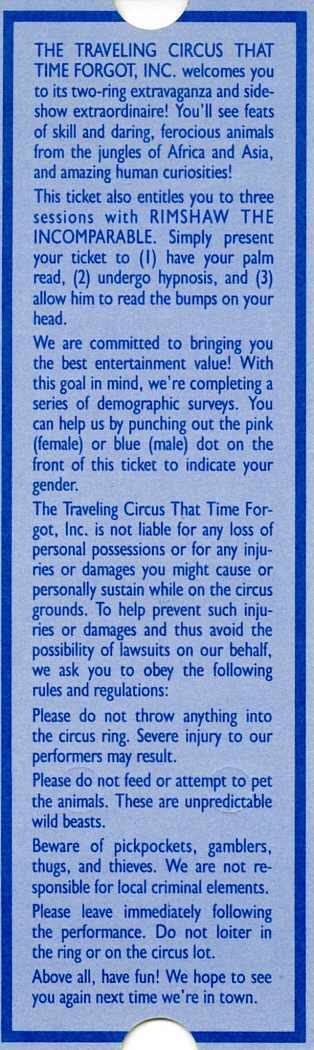 THE TRAVELING CIRCUS THAT
TIME FORGOT, INC. welcomes you
to its two-ring extravaganza and side-
show extraordinaire! You'll see feats
of skill and daring, ferocious animals
from the jungles of Africa and Asia,
and amazing human curiosities!
This ticket also entitles you to three
sessions with RIMSHAW THE
INCOMPARABLE. Simply present
your ticket to (1) have your palm
read, (2) undergo hypnosis, and (3)
allow him to read the bumps on your
head.
We are committed to bringing you
the best entertainment value! With
this goal in mind, we're completing a
series of demographic surveys. You
can help us by punching out the pink
(female) or blue (male) dot on the
front of this ticket to indicate your
gender.
The Traveling Circus That Time For-
got, Inc. is not liable for any loss of
personal possessions or for any inju-
ries or damages you might cause or
personally sustain while on the circus
grounds. To help prevent such inju-
ries or damages and thus avoid the
possibility of lawsuits on our behalf,
we ask you to obey the following
rules and regulations:
Please do not throw anything into
the circus ring. Severe injury to our
performers may result.
Please do not feed or attempt to pet
the animals. These are unpredictable
wild beasts.
Beware of pickpockets, gamblers,
thugs, and thieves. We are not re-
sponsible for local criminal elements.
Please leave immediately following
the performance. Do not loiter in
the ring or on the circus lot.
Above all, have fun! We hope to see
you again next time we're in town.